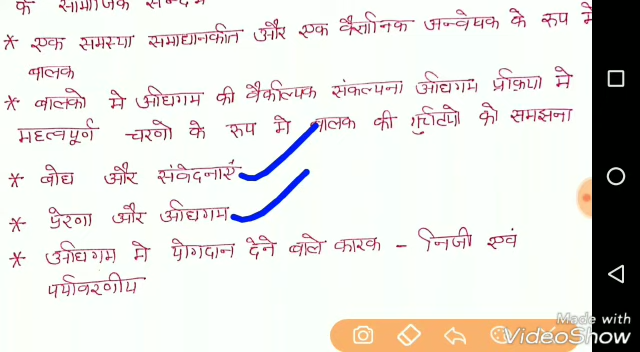 के सामाजिक सन्दर्भ
* एक समस्या समाधानकर्ता और एक वैज्ञानिक अन्वेषक के रूप मे
बालक
* बालको मे अधिगम की वैकल्पिक संकल्पना अधिगम प्रक्रिया मे
महत्वपूर्ण चरणो के रूप मे बालक की त्रुटियो को समझना
* बोध और संवेदनाएं
* प्रेरणा और अधिगम
* अधिगम मे योगदान देने वाले कारक - निजी एवं
पर्यावरणीय
Made with
VideoShow